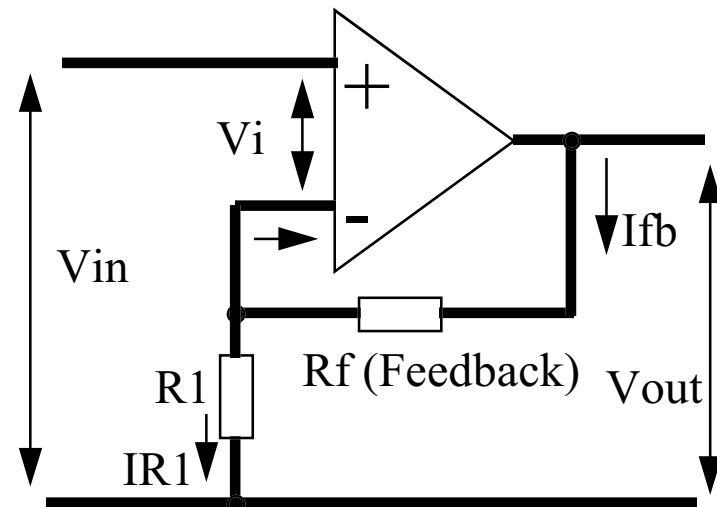 +
Vi
-
Ifb
Vin
R1
Rf (Feedback)
Vout
IR1